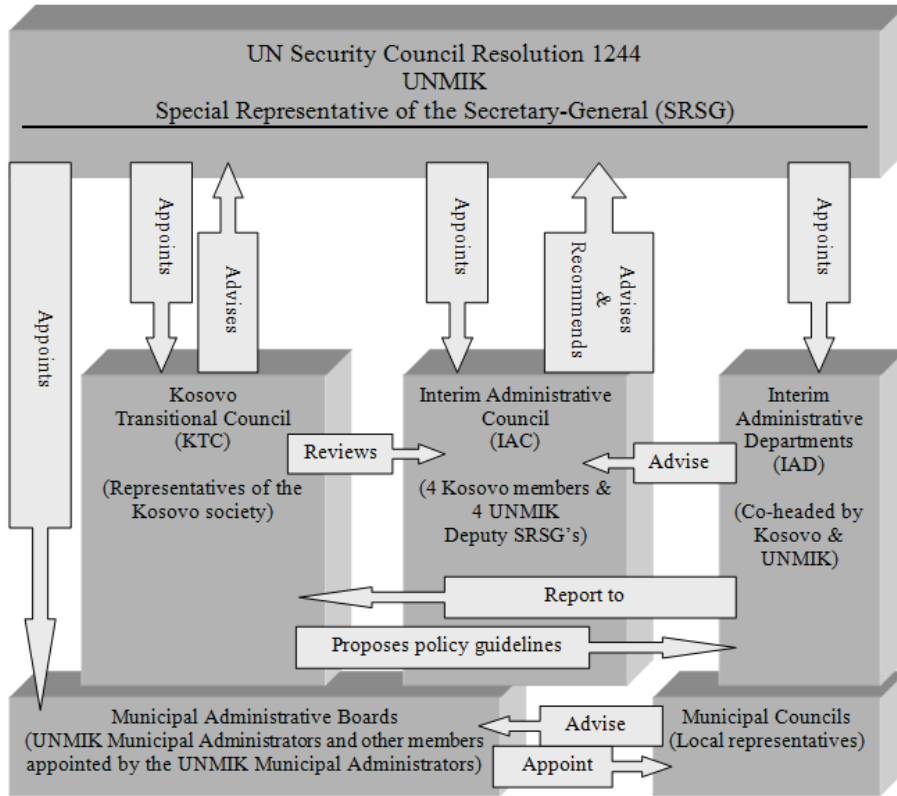 UN Security Council Resolution 1244
UNMIK
Special Representative of the Secretary-General (SRSG)
Appoints
Appoints
Advises
Appoints
Advises
&
Recommends
Appoints
Kosovo
Transitional Council
(KTC)
(Representatives of the
Kosovo society)
Reviews
Interim Administrative
Council
(IAC)
(4 Kosovo members &
4 UNMIK
Deputy SRSG's)
Advise
Interim
Administrative
Departments
(IAD)
(Co-headed by
Kosovo &
UNMIK)
Report to
Proposes policy guidelines
Municipal Administrative Boards
(UNMIK Municipal Administrators and other members
appointed by the UNMIK Municipal Administrators)
Advise
Appoint
Municipal Councils
(Local representatives)